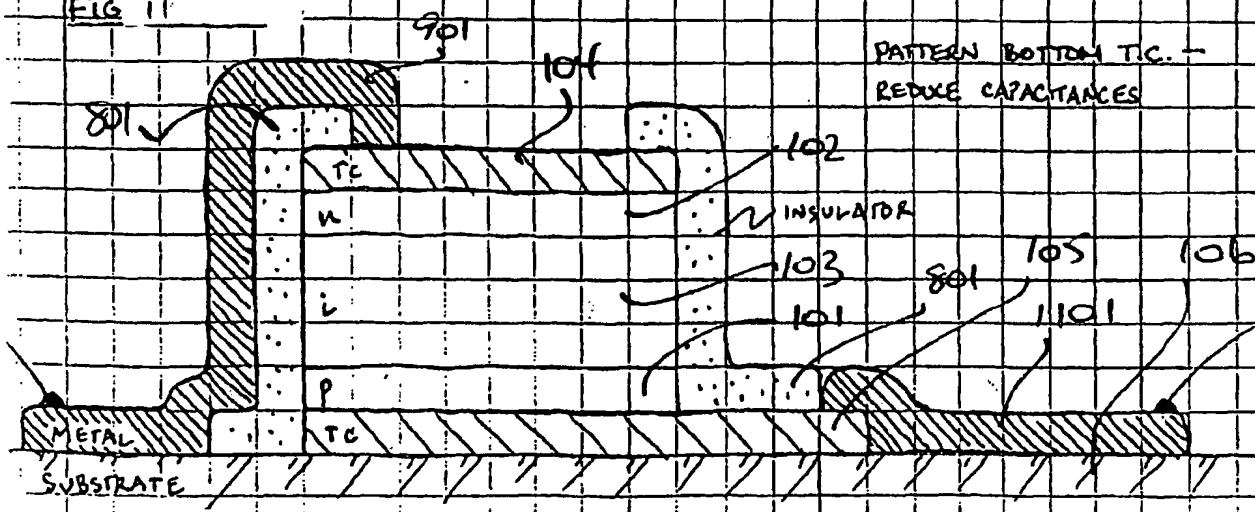 FIG 11
901
104
PATTERN BOTTOM T.C. -
REDUCE CAPACITANCES
801
102
TC
n
INSULATOR
103
801
105
106
i
101
1101
P
METAL
TC
SUBSTRATE